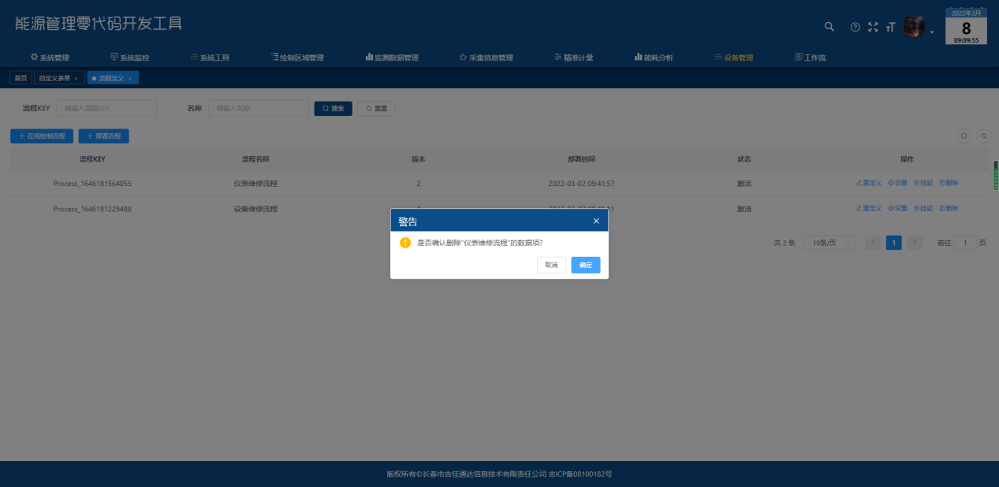 能源管理零代码开发工具
2022年3月
8
09:09:55
系统管理 系统监控 系统工具 绘制区域管理 监测数据管理 采集信息管理 精准计量 能耗分析 设备管理 工作流
首页 自定义表单 × 流程定义 ×
流程KEY 请输入流程KEY 名称 请输入名称 搜索 重置
+ 在线绘制流程 + 部署流程
流程KEY 流程名称 版本 部署时间 状态 操作
Process_1646181564055 仪表维修流程 2 2022-03-02 09:41:57 激活 重定义 设置 挂起 删除
Process_1646181229488 设备维修流程 激活 重定义 设置 挂起 删除
警告 ×
是否确认删除"仪表维修流程"的数据项?
取消 确定
共 2 条 10条/页 < 1 > 前往 1 页
版权所有©长春市吉佳通达信息技术有限责任公司 吉ICP备08100182号